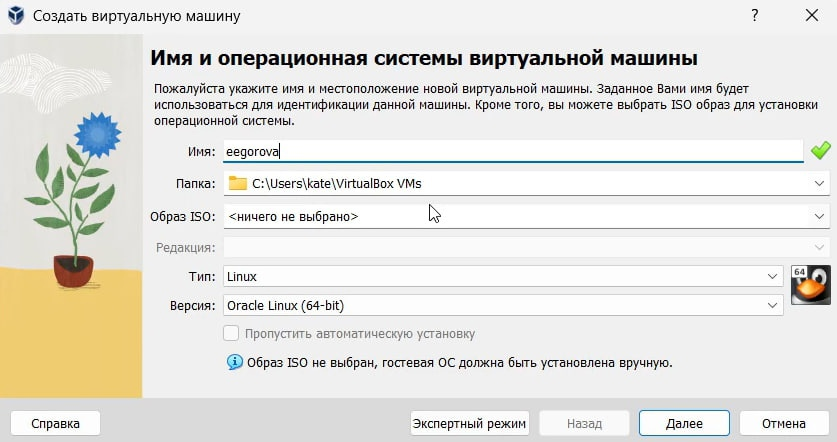 Создать виртуальную машину
?
Имя и операционная системы виртуальной машины
Пожалуйста укажите имя и местоположение новой виртуальной машины. Заданное Вами имя будет
использоваться для идентификации данной машины. Кроме того, вы можете выбрать ISO образ для установки
операционной системы.
Имя: eegorova
Папка: C:\Users\kate\VirtualBox VMs
Образ ISO: <ничего не выбрано>
Редакция:
Тип: Linux
64
Версия: Oracle Linux (64-bit)
Пропустить автоматическую установку
Образ ISO не выбран, гостевая ОС должна быть установлена вручную.
Справка Экспертный режим Назад Далее Отмена